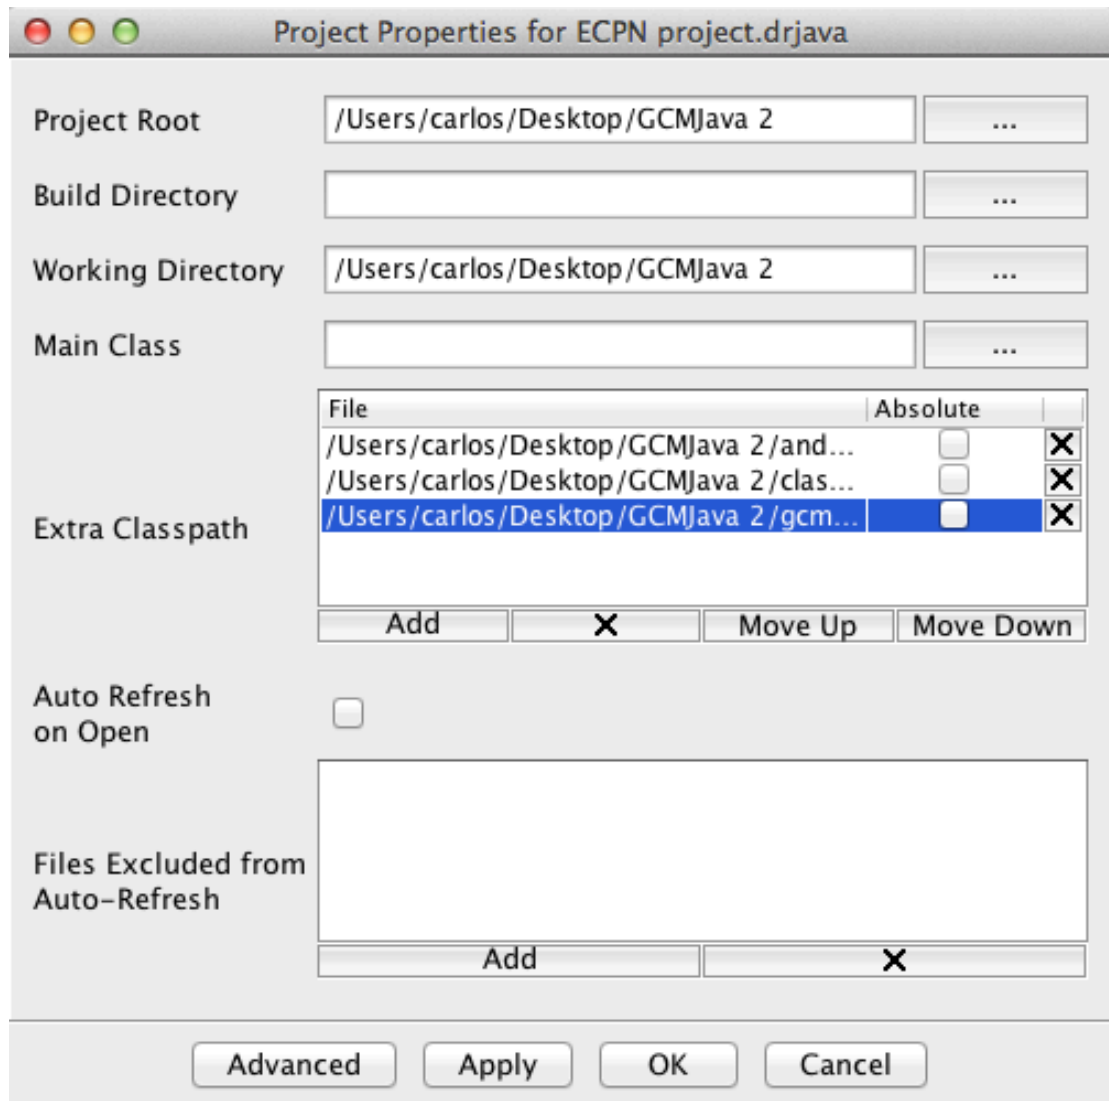 Project Properties for ECPN project.drjava
Project Root /Users/carlos/Desktop/GCMJava 2 ...
Build Directory ...
Working Directory /Users/carlos/Desktop/GCMJava 2 ...
Main Class ...
File Absolute
/Users/carlos/Desktop/GCMJava 2/and...
/Users/carlos/Desktop/GCMJava 2/clas...
/Users/carlos/Desktop/GCMJava 2/gcm...
Extra Classpath
Add Move Up Move Down
Auto Refresh
on Open
Files Excluded from
Auto-Refresh
Add
Advanced Apply OK Cancel